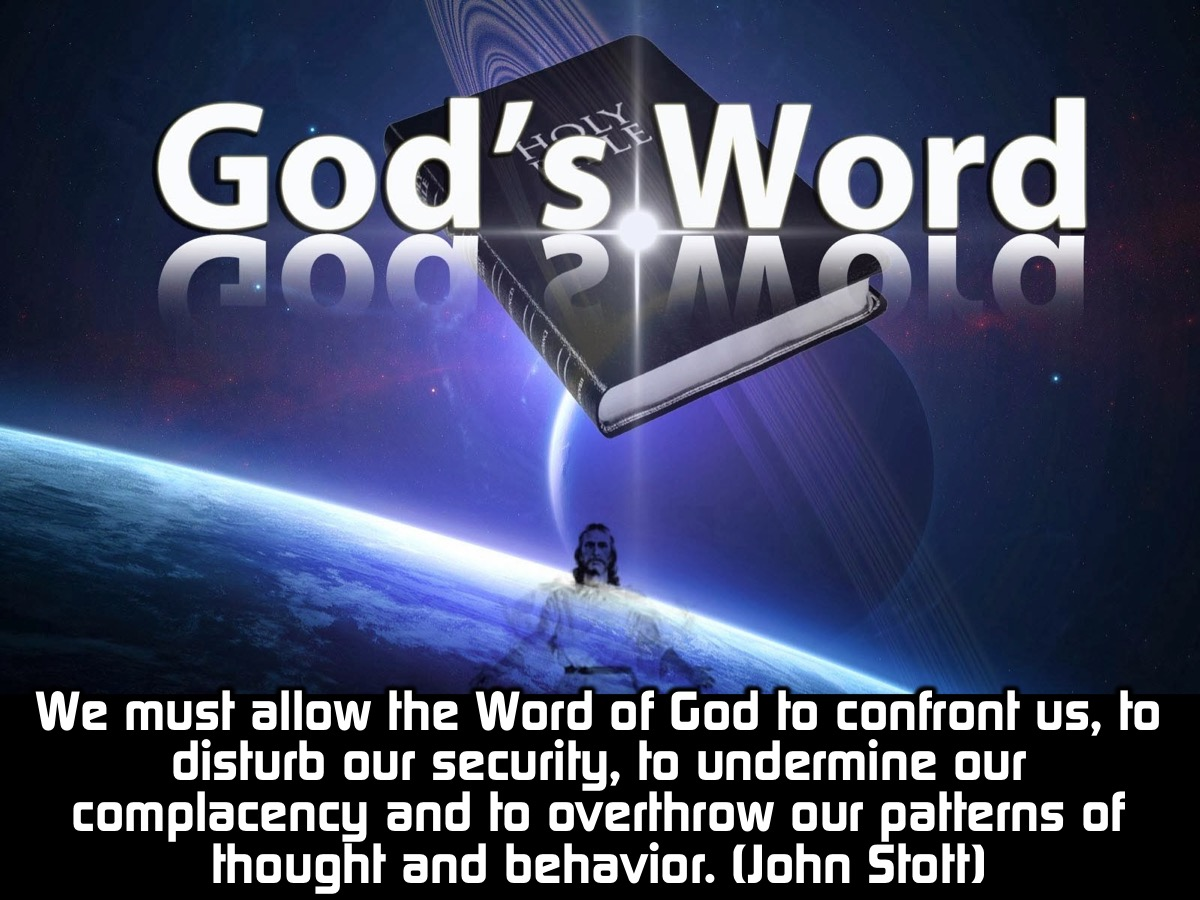 HOLY
God's Word
We must allow the Word of God to confront us, to
disturb our security, to undermine our
complacency and to overthrow our patterns of
thought and behavior. (John Stott)